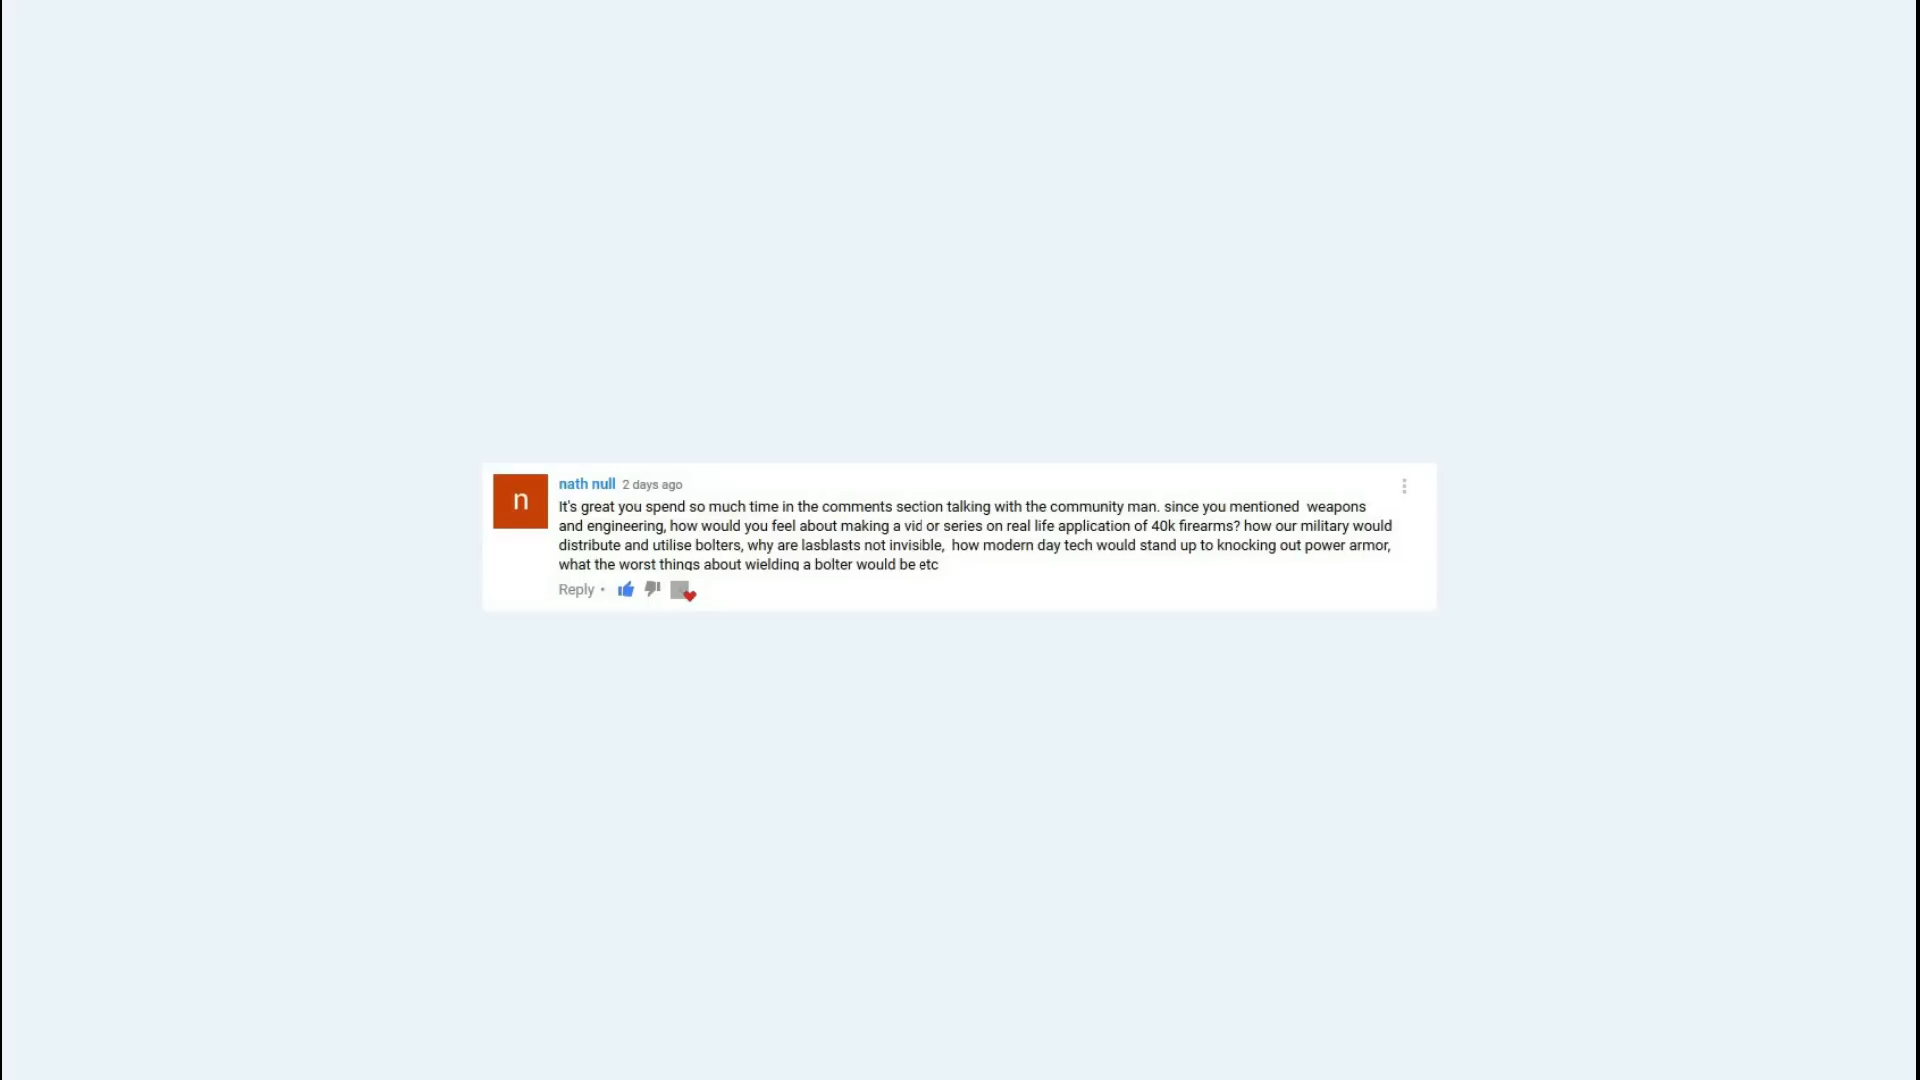 n
nath null 2 days ago
It's great you spend so much time in the comments section talking with the community man. since you mentioned  weapons
and engineering, how would you feel about making a vid or series on real life application of 40k firearms? how our military would
distribute and utilise bolters, why are lasblasts not invisible,  how modern day tech would stand up to knocking out power armor,
what the worst things about wielding a bolter would be etc
Reply •